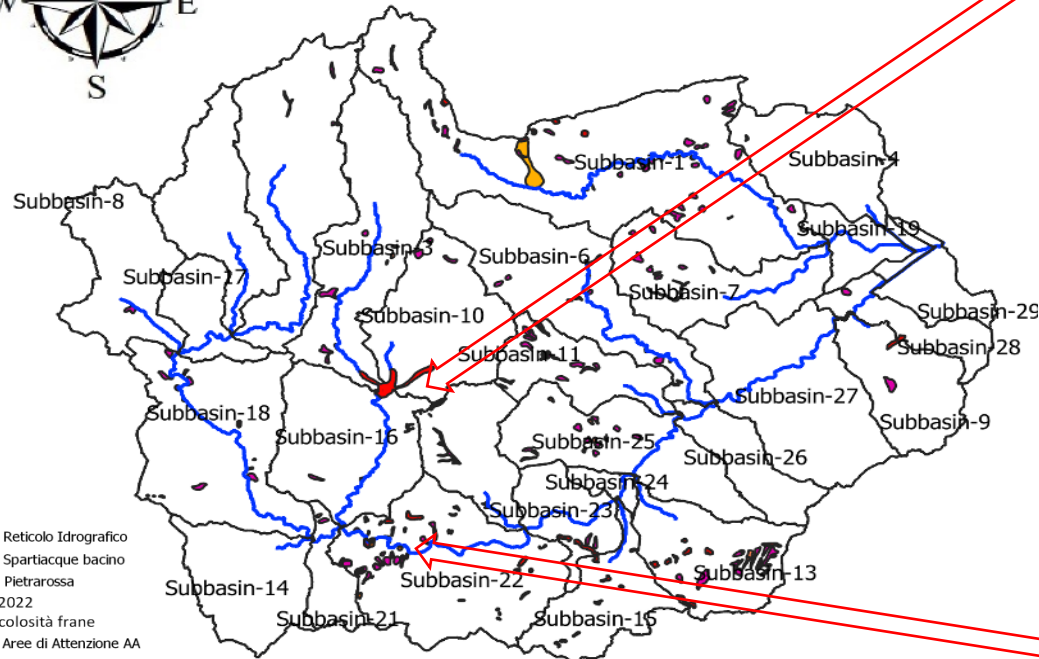 E
S
Subbasin-1
Subbasin-4
Subbasin-8
Subbasin-19
Subbasin-3
Subbasin-6
Subbasin-17
Subbasin-7
Subbasin-10
Subbasin-29
Subbasin-11
Subbasin-28
Subbasin-27
Subbasin-18
Subbasin-9
Subbasin-16
Subbasin-25
Subbasin-26
Subbasin-24
Subbasin-23
Reticolo Idrografico
Spartiacque bacino
Pietrarossa
Subbasin-13
Subbasin-22
Subbasin-14
2022
colosità frane
Subbasin-21
Subbasin-15
Aree di Attenzione AA